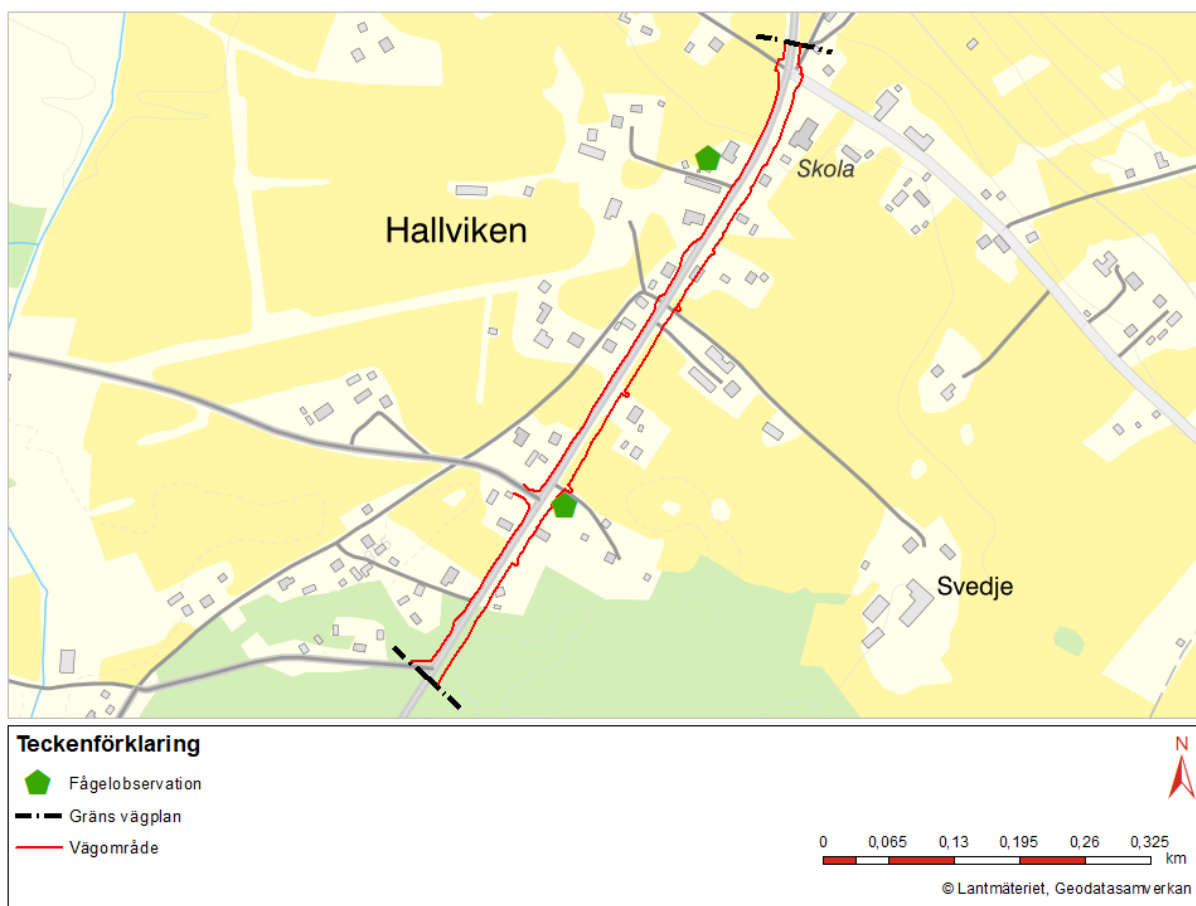 Skola
Hallviken
Svedje
Teckenförklaring
Fågelobservation
Gräns vägplan
Vägområde
N
0 0,065 0,13 0,195 0,26 0,325
km
© Lantmäteriet, Geodatasamverkan